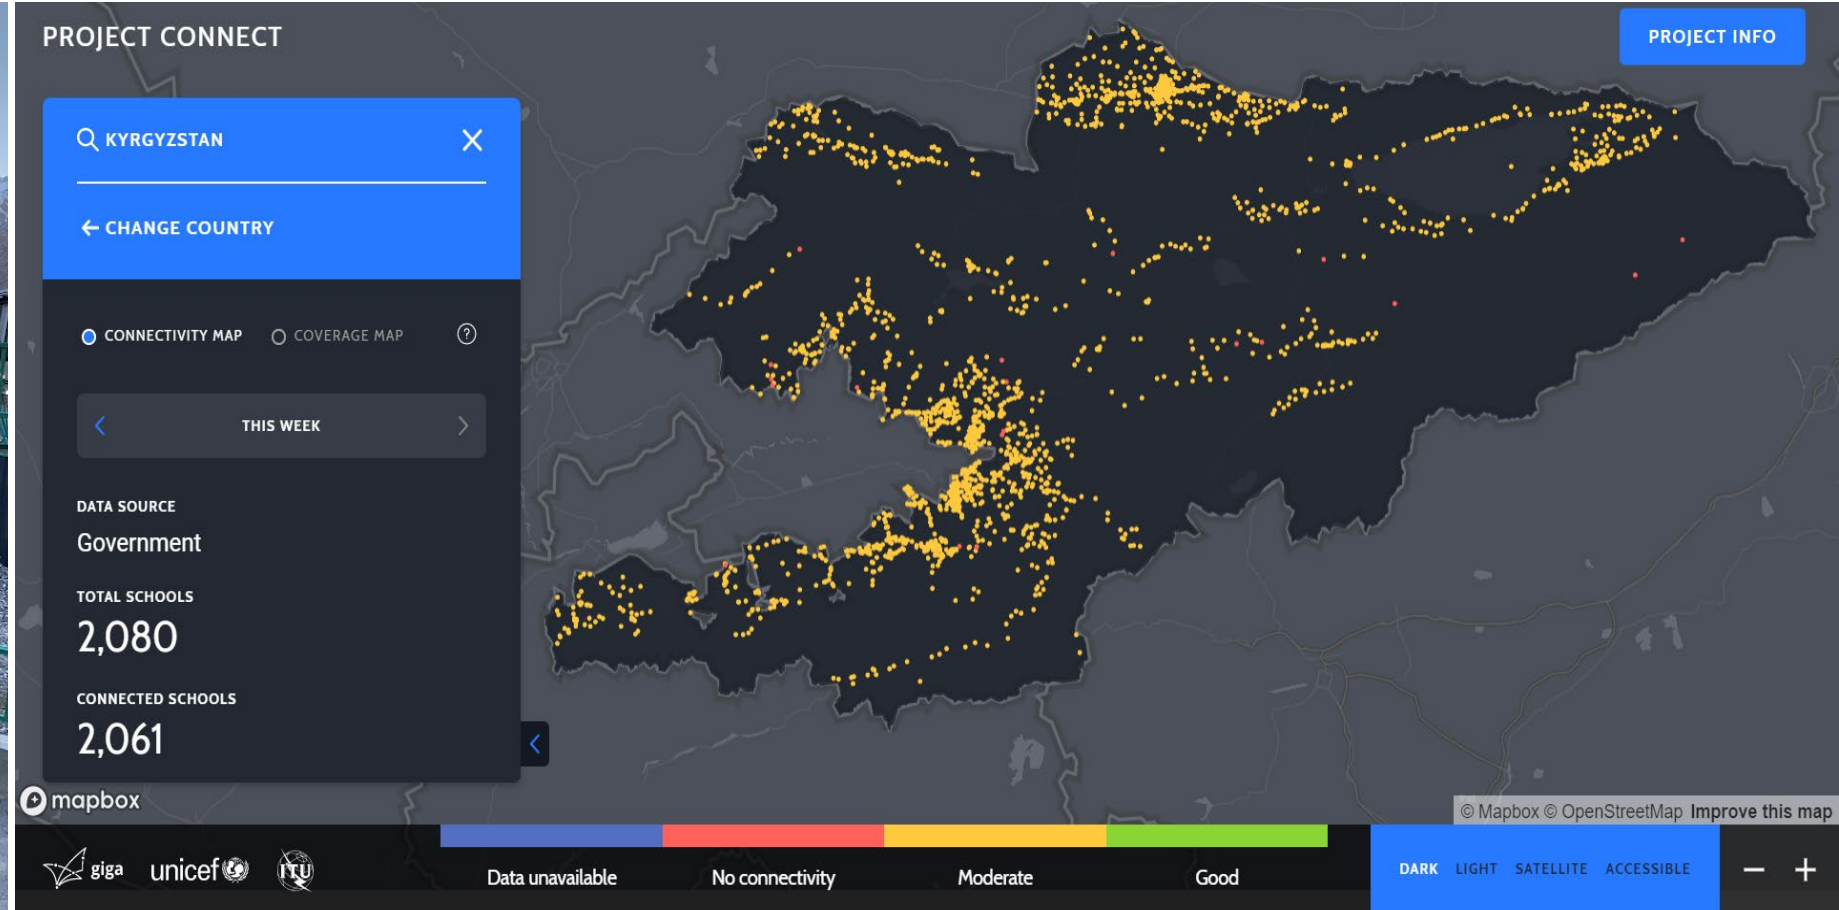 PROJECT CONNECT
PROJECT INFO
KYRGYZSTAN
CHANGE COUNTRY
CONNECTIVITY MAP
COVERAGE MAP
?
THIS WEEK
DATA SOURCE
Government
TOTAL SCHOOLS
2,080
CONNECTED SCHOOLS
2,061
mapbox
© Mapbox © OpenStreetMap Improve this map
giga
unicef
ITU
Data unavailable
No connectivity
Moderate
Good
DARK LIGHT SATELLITE ACCESSIBLE